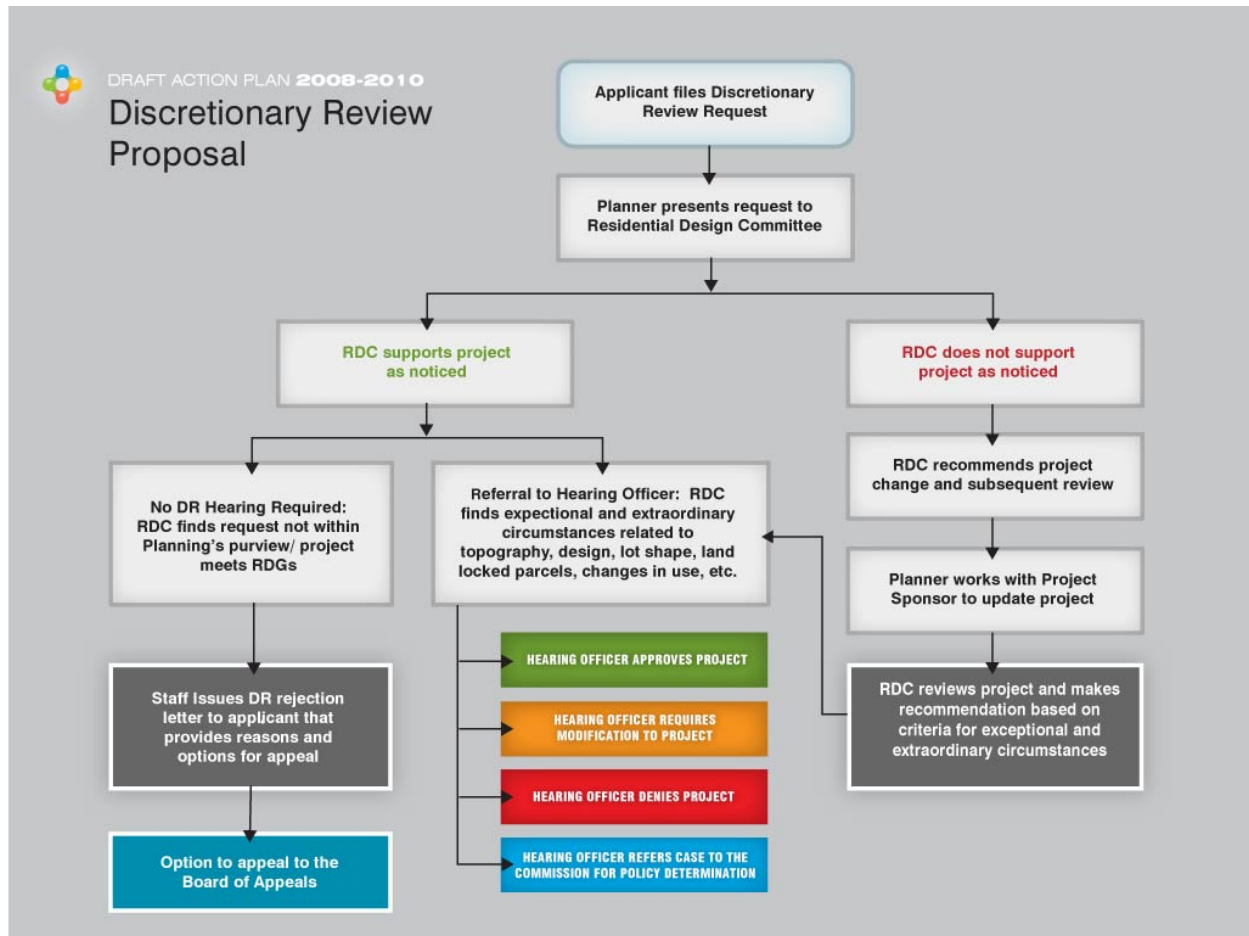 DRAFT ACTION PLAN 2008-2010
Discretionary Review
Proposal
Applicant files Discretionary
Review Request
Planner presents request to
Residential Design Committee
RDC supports project
as noticed
RDC does not support
project as noticed
No DR Hearing Required:
RDC finds request not within
Planning's purview/ project
meets RDGs
Referral to Hearing Officer: RDC
finds expectional and extraordinary
circumstances related to
topography, design, lot shape, land
locked parcels, changes in use, etc.
RDC recommends project
change and subsequent review
Planner works with Project
Sponsor to update project
Staff Issues DR rejection
letter to applicant that
provides reasons and
options for appeal
HEARING OFFICER APPROVES PROJECT
HEARING OFFICER REQUIRES
MODIFICATION TO PROJECT
HEARING OFFICER DENIES PROJECT
HEARING OFFICER REFERS CASE TO THE
COMMISSION FOR POLICY DETERMINATION
RDC reviews project and makes
recommendation based on
criteria for exceptional and
extraordinary circumstances
Option to appeal to the
Board of Appeals